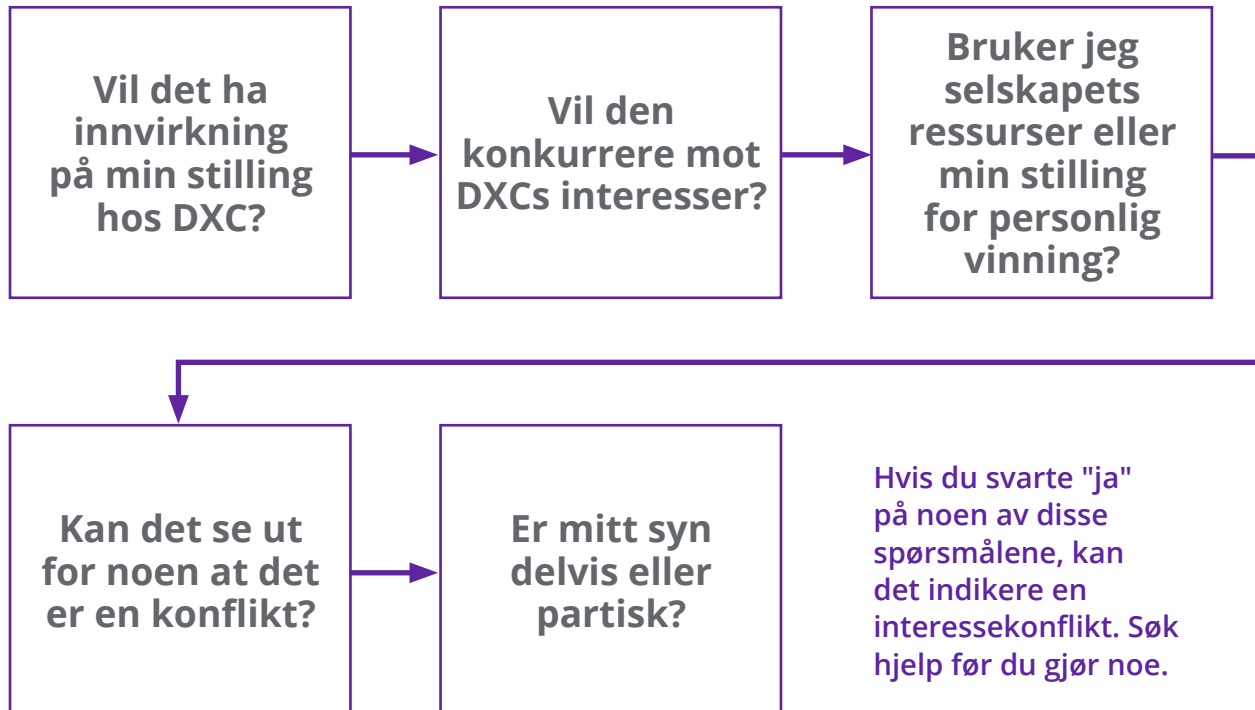 Vil det ha
innvirkning
på min stilling
hos DXC?
Vil den
konkurrere mot
DXCs interesser?
Bruker jeg
selskapets
ressurser eller
min stilling
for personlig
vinning?
Kan det se ut
for noen at det
er en konflikt?
Er mitt syn
delvis eller
partisk?
Hvis du svarte "ja"
på noen av disse
spørsmålene, kan
det indikere en
interessekonflikt. Søk
hjelp før du gjør noe.